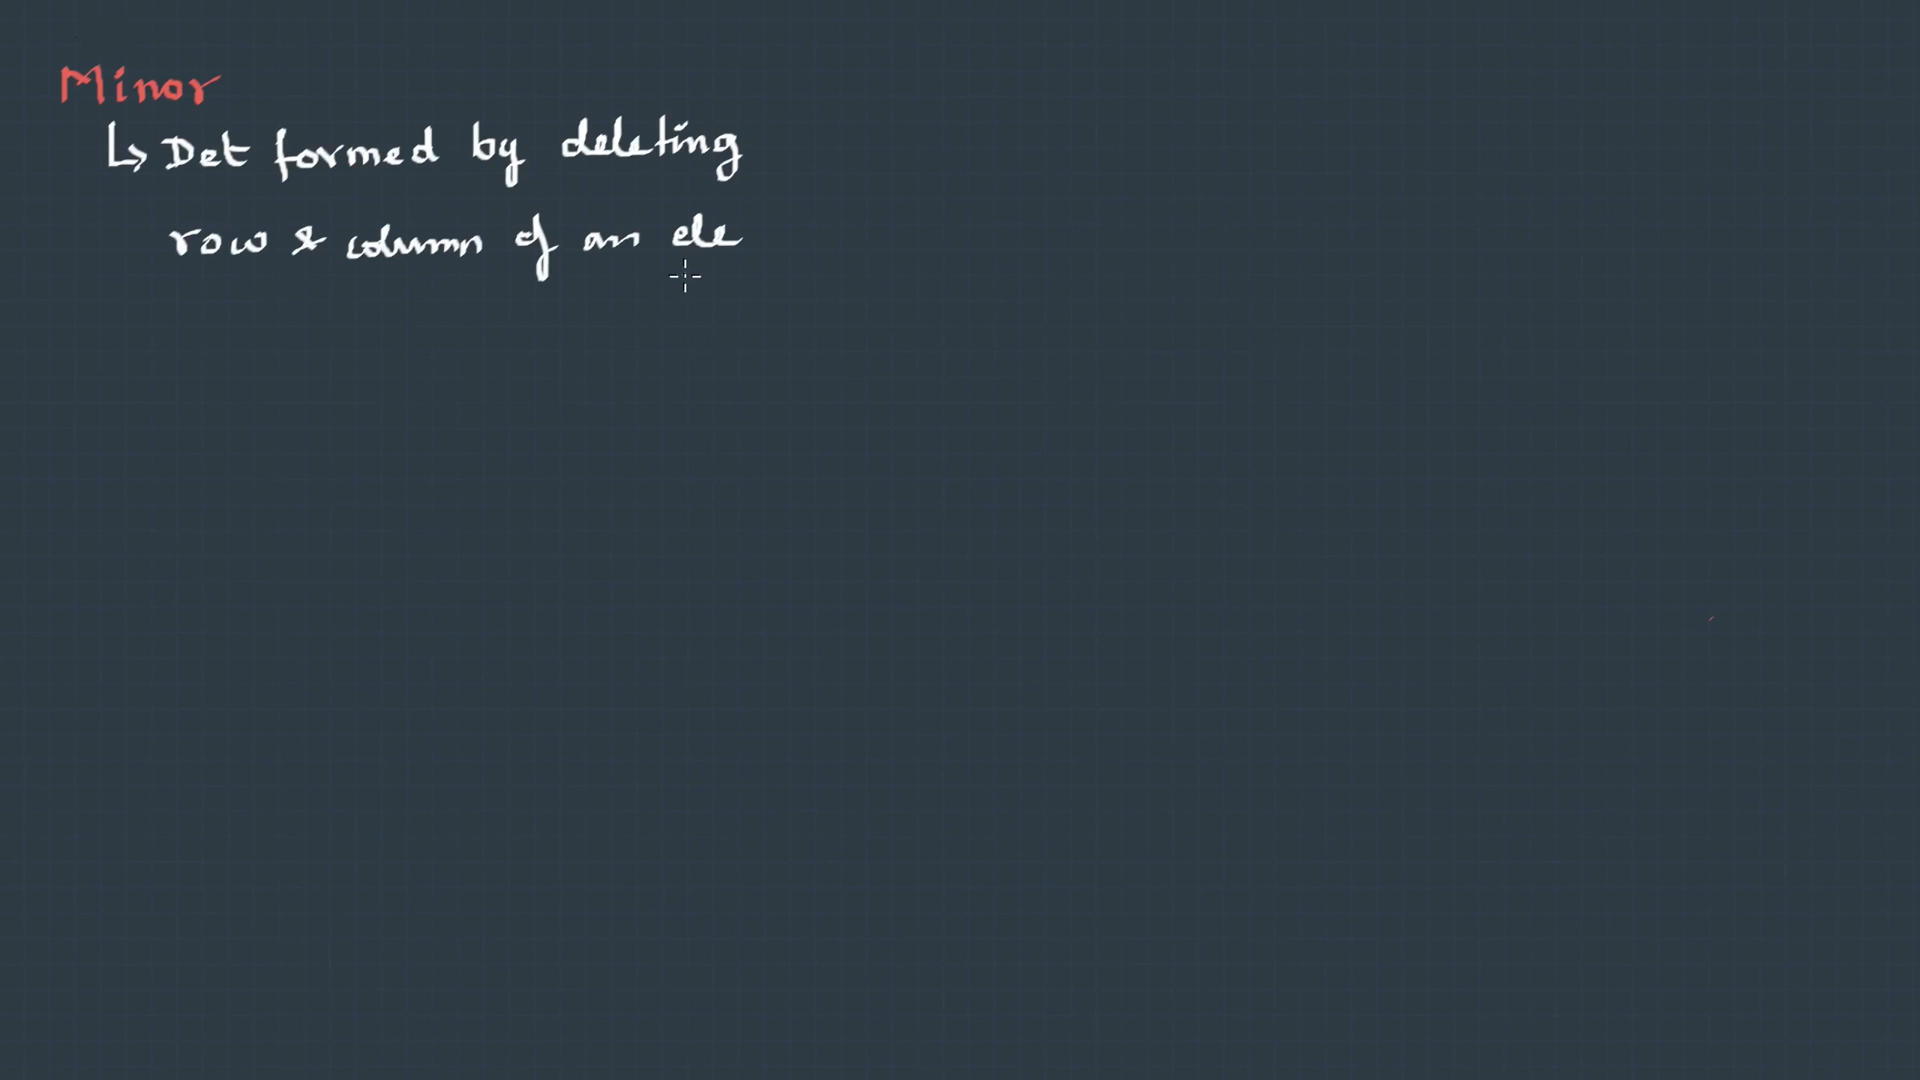 Minor
↳ Det formed by deleting
row & column of an ele